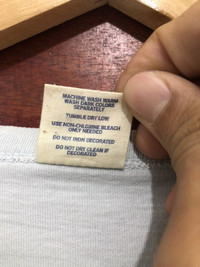 MACHINE WASH WARM
WASH DARK COLORS
SEPARATELY
TUMBLE DRY LOW
USE NON-CHLORINE BLEACH
ONLY NEEDED
DO NOT IRON DECORATED
DO NOT DRY CLEAN IF
DECORATED